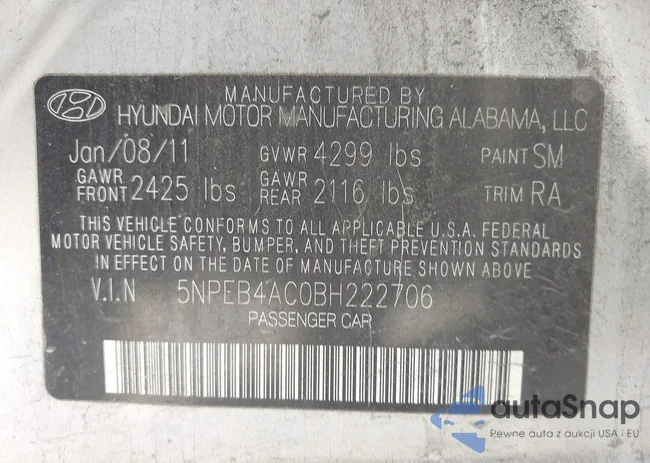 MANUFACTURED BY
HYUNDAI MOTOR MANUFACTURING ALABAMA, LLC
Jan/08/11 GVWR 4299 lbs PAINT SM
GAWR FRONT 2425 lbs GAWR REAR 2116 lbs TRIM RA
THIS VEHICLE CONFORMS TO ALL APPLICABLE U.S.A. FEDERAL
MOTOR VEHICLE SAFETY, BUMPER, AND THEFT PREVENTION STANDARDS
IN EFFECT ON THE DATE OF MANUFACTURE SHOWN ABOVE.
V.I.N 5NPEB4AC0BH222706
PASSENGER CAR
autaSnap
Pewne auta z aukcji USA i EU